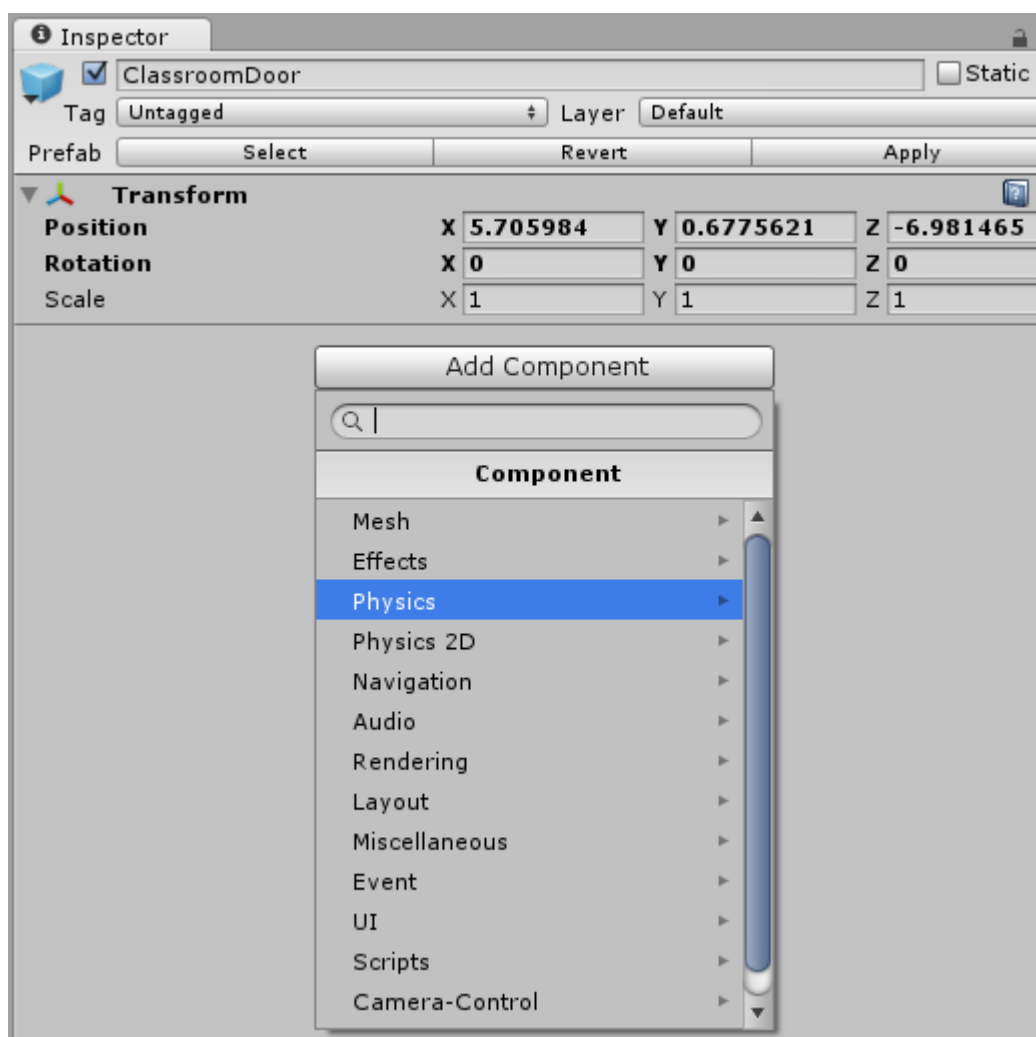 Inspector
ClassroomDoor Static
Tag Untagged Layer Default
Prefab Select Revert Apply
Transform
Position X 5.705984 Y 0.6775621 Z -6.981465
Rotation X 0 Y 0 Z 0
Scale X 1 Y 1 Z 1
Add Component
Component
Mesh
Effects
Physics
Physics 2D
Navigation
Audio
Rendering
Layout
Miscellaneous
Event
UI
Scripts
Camera-Control